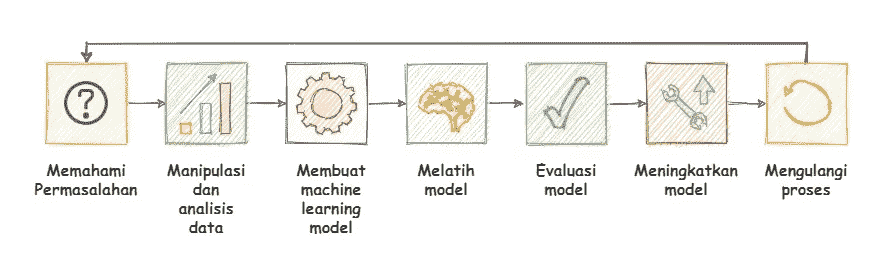 ?
Memahami
Permasalahan
Manipulasi
dan
analisis
data
Membuat
machine
learning
model
Melatih
model
Evaluasi
model
Meningkatkan
model
Mengulangi
proses